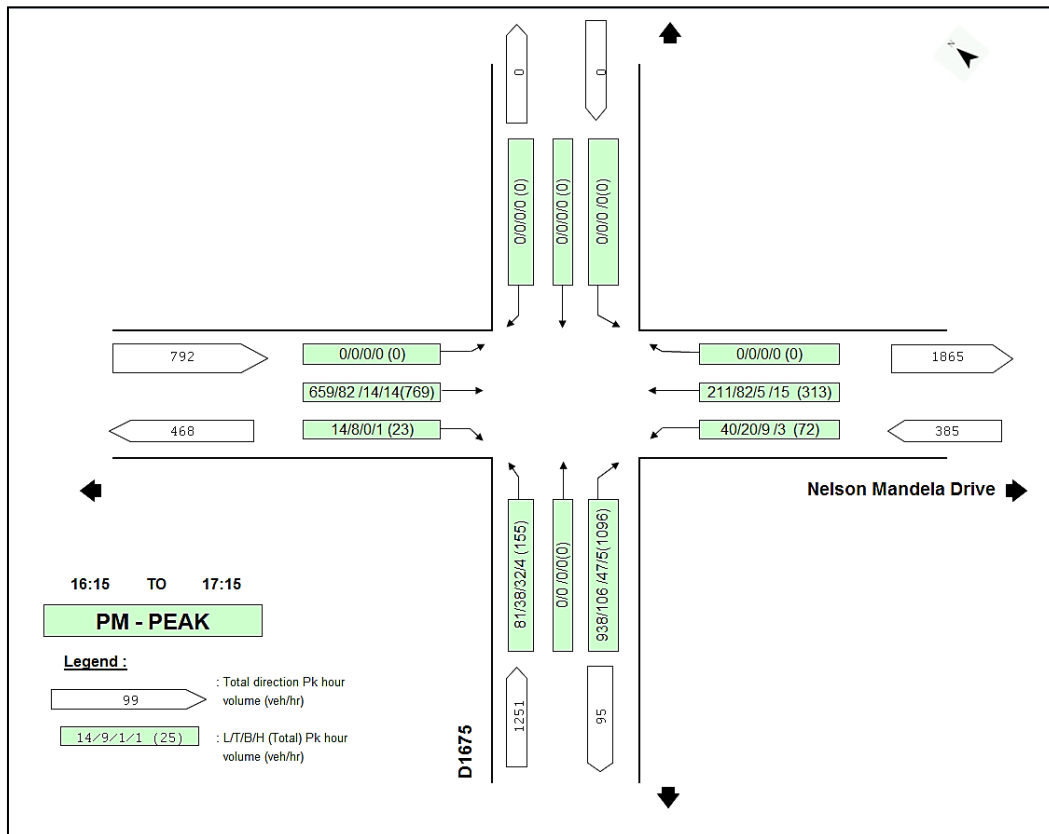 0
0
N
0/0/0/0 (0)
0/0/0/0 (0)
0/0/0 /0(0)
792
0/0/0/0 (0)
0/0/0/0 (0)
1865
659/82 /14/14(769)
211/82/5 /15 (313)
468
14/8/0/1 (23)
40/20/9 /3 (72)
385
Nelson Mandela Drive
81/38/32/4 (155)
0/0 /0/0(0)
938/106 /47/5(1096)
16:15 TO 17:15
PM - PEAK
Legend :
99
: Total direction Pk hour
volume (veh/hr)
14/9/1/1 (25)
: L/T/B/H (Total) Pk hour
volume (veh/hr)
D1675
1251
95